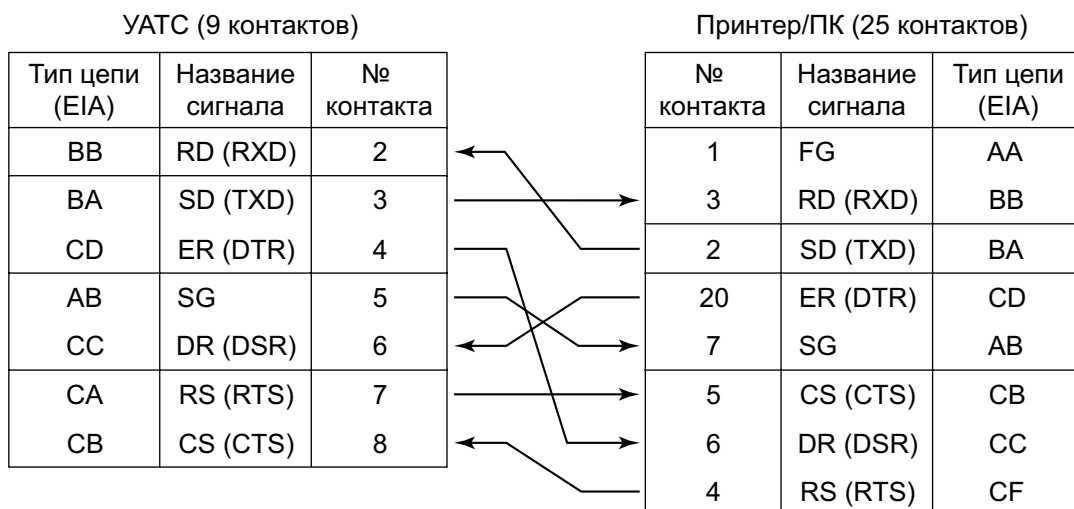 УАТС (9 контактов)
Принтер/ПК (25 контактов)
Тип цепи (EIA) Название сигнала № контакта
BB RD (RXD) 2
BA SD (TXD) 3
CD ER (DTR) 4
AB SG 5
CC DR (DSR) 6
CA RS (RTS) 7
CB CS (CTS) 8
№ контакта Название сигнала Тип цепи (EIA)
1 FG AA
3 RD (RXD) BB
2 SD (TXD) BA
20 ER (DTR) CD
7 SG AB
5 CS (CTS) CB
6 DR (DSR) CC
4 RS (RTS) CF